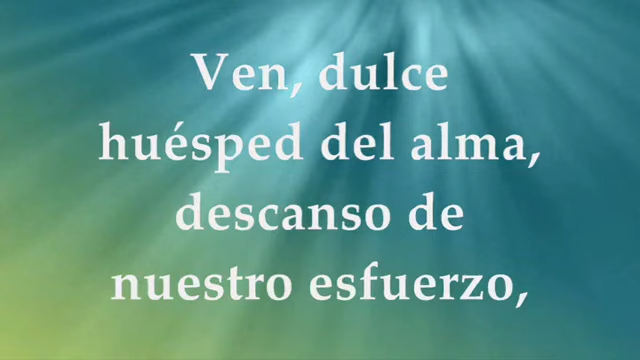 Ven, dulce
huésped del alma,
descanso de
nuestro esfuerzo,